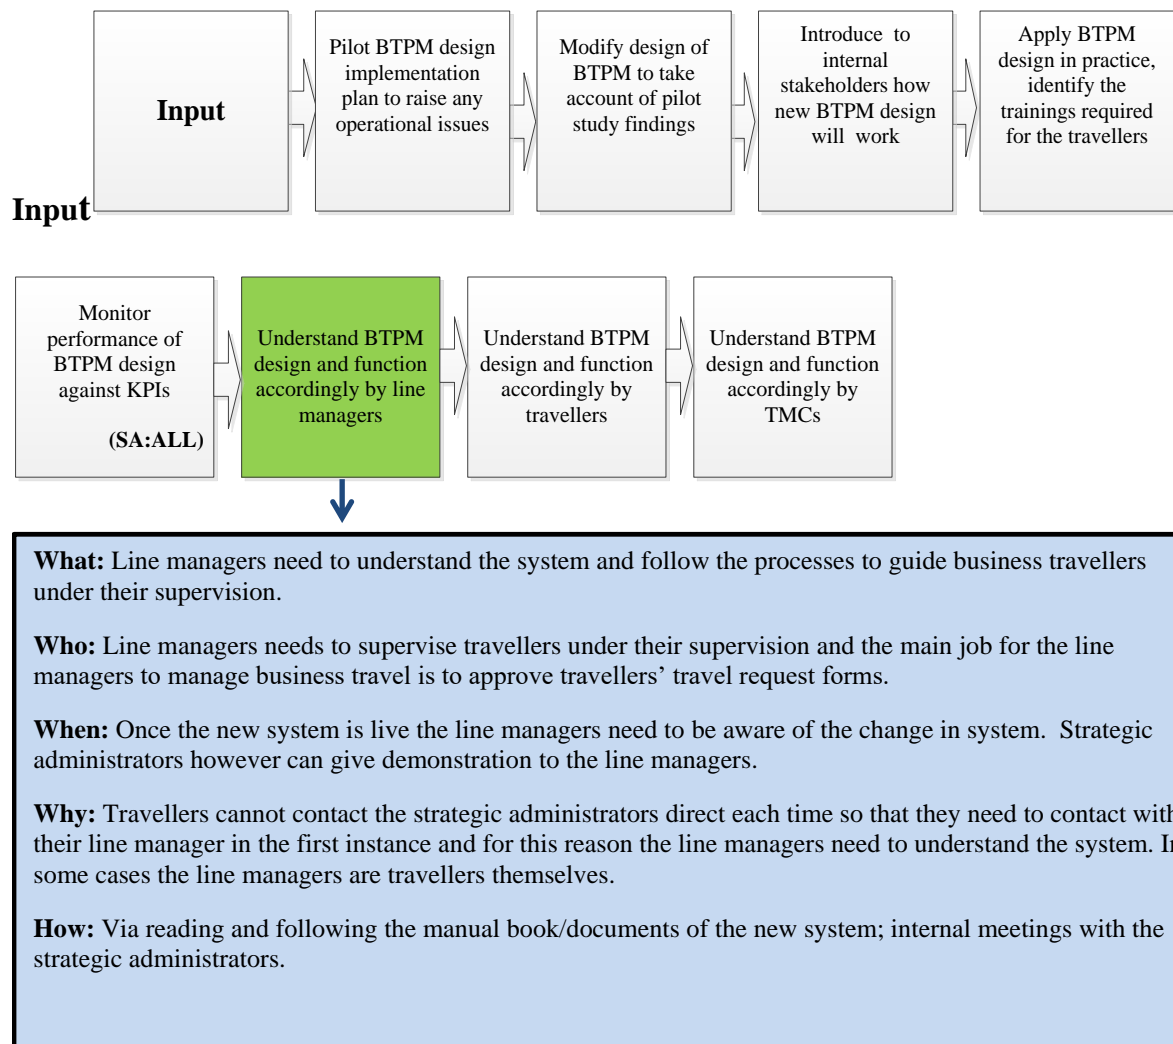 Input
Pilot BTPM design
implementation
plan to raise any
operational issues
Modify design of
BTPM to take
account of pilot
study findings
Introduce to
internal
stakeholders how
new BTPM design
will work
Apply BTPM
design in practice,
identify the
trainings required
for the travellers
Input
Monitor
performance of
BTPM design
against KPIs
(SA:ALL)
Understand BTPM
design and function
accordingly by line
managers
Understand BTPM
design and function
accordingly by
travellers
Understand BTPM
design and function
accordingly by
TMCs
What: Line managers need to understand the system and follow the processes to guide business travellers
under their supervision.
Who: Line managers needs to supervise travellers under their supervision and the main job for the line
managers to manage business travel is to approve travellers’ travel request forms.
When: Once the new system is live the line managers need to be aware of the change in system.  Strategic
administrators however can give demonstration to the line managers.
Why: Travellers cannot contact the strategic administrators direct each time so that they need to contact with
their line manager in the first instance and for this reason the line managers need to understand the system. In
some cases the line managers are travellers themselves.
How: Via reading and following the manual book/documents of the new system; internal meetings with the
strategic administrators.